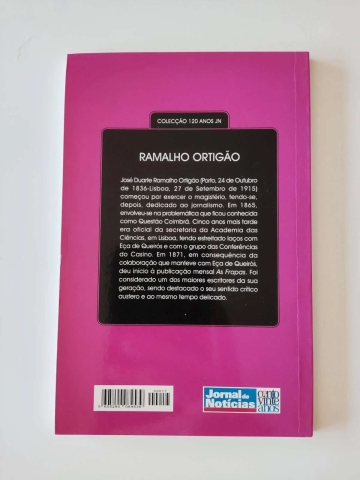 COLECÇÃO 120 ANOS JN
RAMALHO ORTIGÃO
José Duarte Ramalho Ortigão (Porto, 24 de Outubro
de 1836-Lisboa, 27 de Setembro de 1915)
começou por exercer o magistério, tendo-se,
depois, dedicado ao jornalismo. Em 1865,
envolveu-se na problemática que ficou conhecida
como Questão Coimbrã. Cinco anos mais tarde
era oficial da secretaria da Academia das
Ciências, em Lisboa, tendo estreitado laços com
Eça de Queirós e com o grupo das Conferências
do Casino. Em 1871, em consequência da
colaboração que manteve com Eça de Queirós,
deu início à publicação mensal As Frapas. Foi
considerado um dos maiores escritores da sua
geração, sendo destacado o seu sentido crítico
austero e ao mesmo tempo delicado.
Jornal de
Notícias
cento
vinte
anos